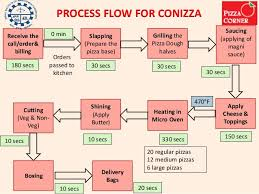 PROCESS FLOW FOR CONIZZA
PIZZA
CORNER
Receive the
call/order&
billing
180 secs
0 min
Orders
passed to
kitchen
Slapping
(Prepare the
pizza base)
30 secs
Grilling the
Pizza Dough
halves
30 secs
Saucing
(applying of
magni
sauce)
30 secs
470°F
Apply
Cheese &
Toppings
150 secs
Heating in
Micro Oven
330 secs
20 regular pizzas
12 medium pizzas
6 large pizzas
Shining
(Apply
Butter)
10 secs
Cutting
(Veg & Non-
Veg)
10 secs
Boxing
10 secs
Delivery
Bags
20 secs